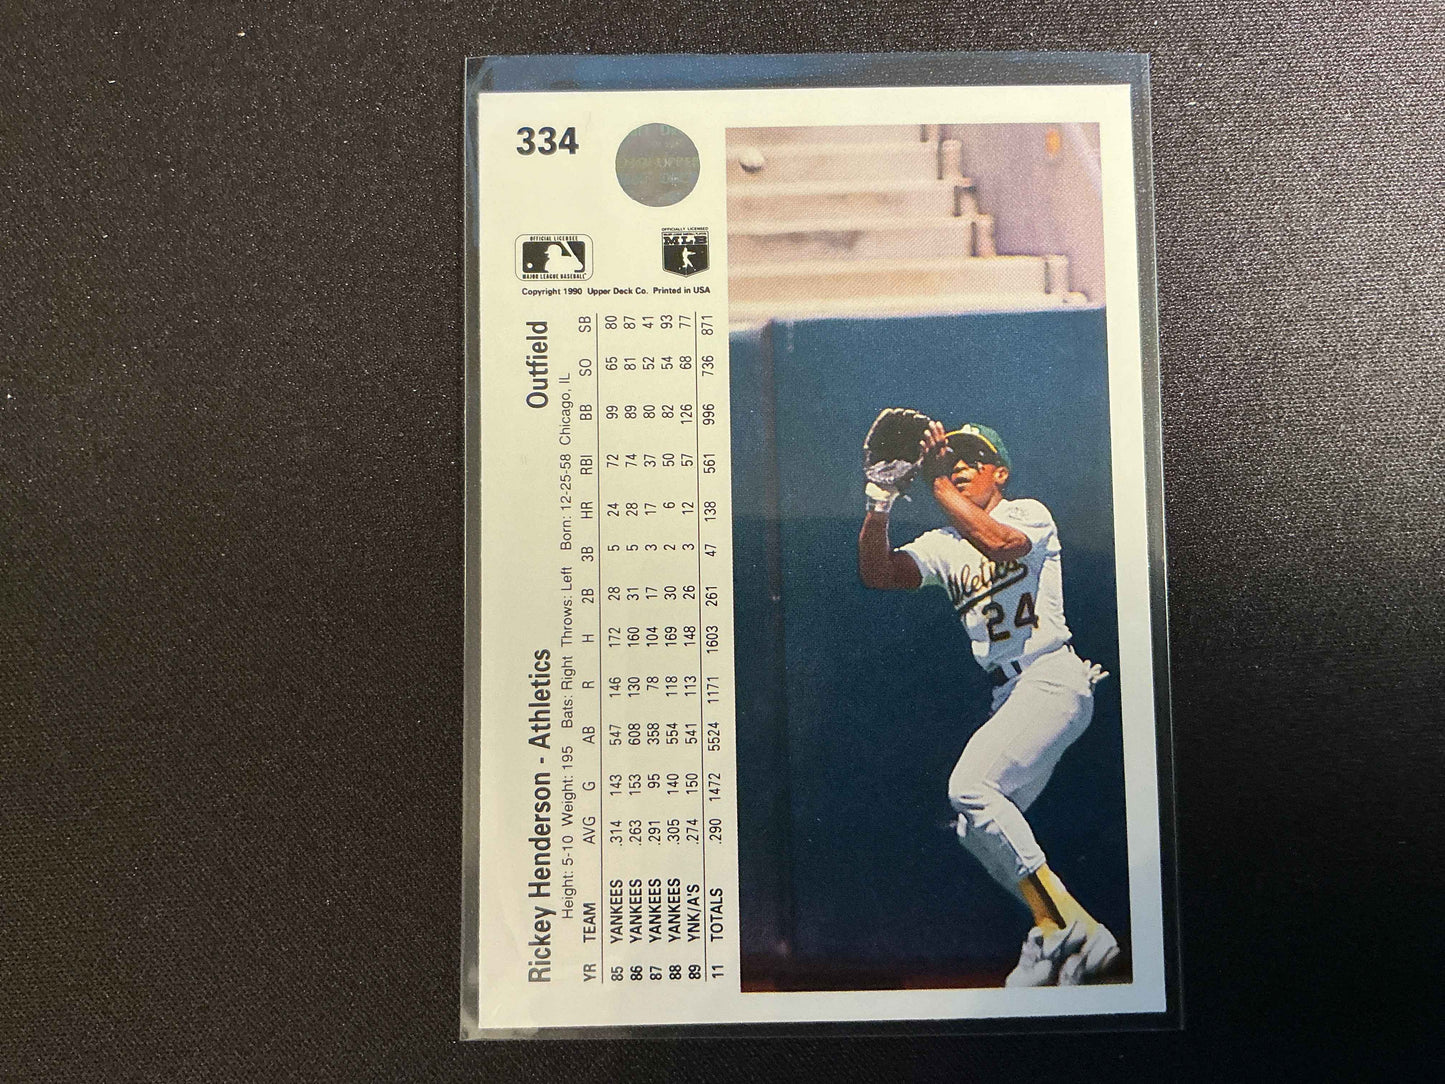 334
UPPER
OFFICIAL LICENSEE
MAJOR LEAGUE BASEBALL
OFFICIALLY LICENSED
MAJOR LEAGUE BASEBALL PLAYERS
MLB
Copyright 1990 Upper Deck Co. Printed in USA
Rickey Henderson - Athletics Outfield
Height: 5-10 Weight: 195 Bats: Right Throws: Left Born: 12-25-58 Chicago, IL
YR TEAM AVG G AB R H 2B 3B HR RBI BB SO SB
85 YANKEES .314 143 547 146 172 28 5 24 72 99 65 80
86 YANKEES .263 153 608 130 160 31 5 28 74 89 81 87
87 YANKEES .291 95 358 78 104 17 3 17 37 80 52 41
88 YANKEES .305 140 554 118 169 30 2 6 50 82 54 93
89 YNK/A'S .274 150 541 113 148 26 3 12 57 126 68 77
11 TOTALS .290 1472 5524 1171 1603 261 47 138 561 996 736 871
Athletics
24